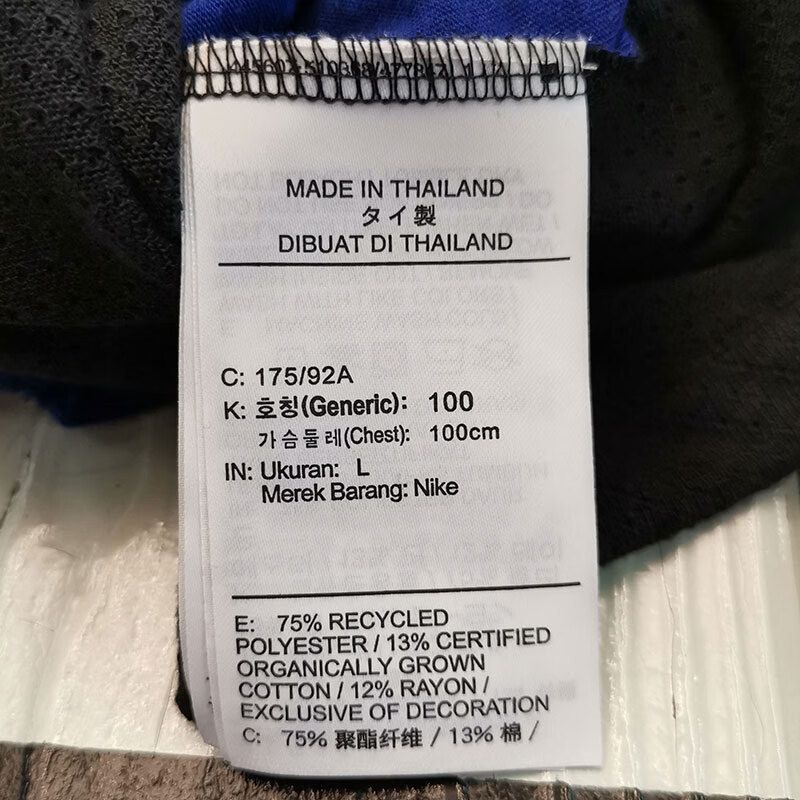 MADE IN THAILAND
タイ製
DIBUAT DI THAILAND
C: 175/92A
K: 호칭(Generic): 100
가슴둘레(Chest): 100cm
IN: Ukuran: L
Merek Barang: Nike
E: 75% RECYCLED
POLYESTER / 13% CERTIFIED
ORGANICALLY GROWN
COTTON / 12% RAYON /
EXCLUSIVE OF DECORATION
C: 75% 聚酯纤维 / 13% 棉 /